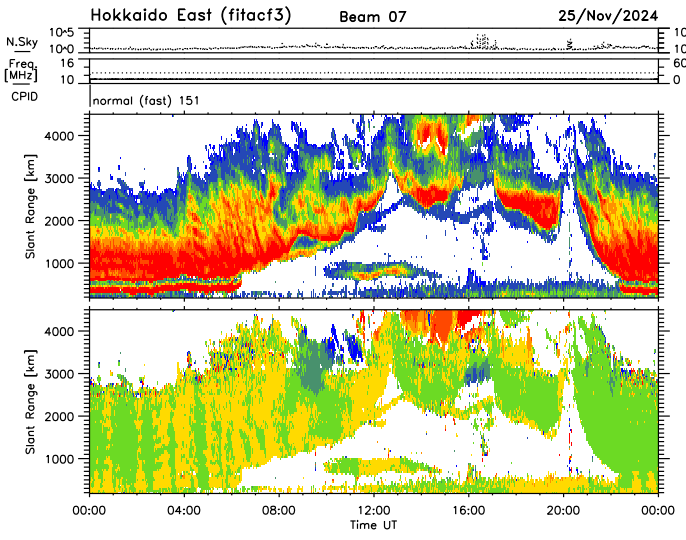 Hokkaido East (fitacf3) Beam 07 25/Nov/2024
N.Sky 10^5 10^0 10 10
Freq. [MHz] 16 10 60 0
CPID normal (fast) 151
Slant Range [km] 4000 3000 2000 1000
Slant Range [km] 4000 3000 2000 1000
00:00 04:00 08:00 12:00 16:00 20:00 00:00
Time UT